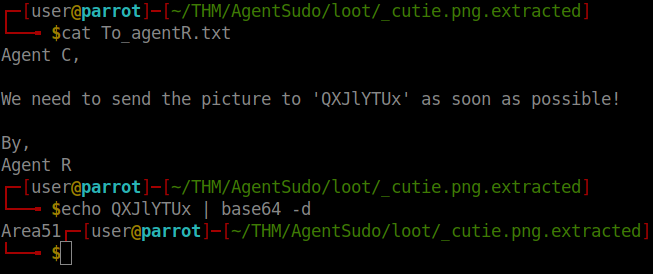 ┌─[user@parrot]─[~/THM/AgentSudo/loot/_cutie.png.extracted]
└──╼ $cat To_agentR.txt
Agent C,

We need to send the picture to 'QXJlYTUx' as soon as possible!

By,
Agent R
┌─[user@parrot]─[~/THM/AgentSudo/loot/_cutie.png.extracted]
└──╼ $echo QXJlYTUx | base64 -d
Area51┌─[user@parrot]─[~/THM/AgentSudo/loot/_cutie.png.extracted]
└──╼ $